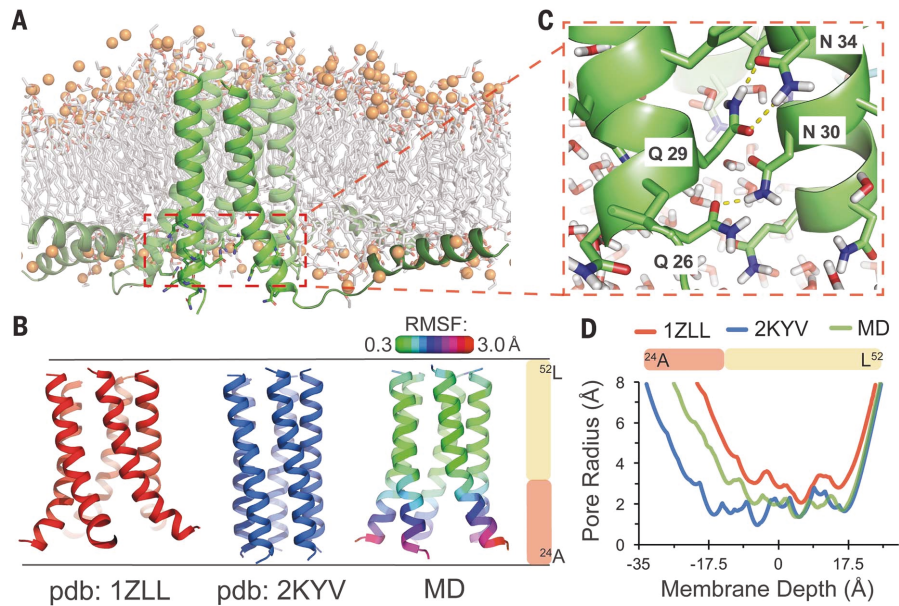 A
C
N 34
N 30
Q 29
Q 26
B
RMSF:
0.3 3.0 Å
⁵²L
²⁴A
pdb: 1ZLL pdb: 2KYV MD
D
1ZLL 2KYV MD
²⁴A L⁵²
Pore Radius (Å)
8
6
4
2
0
-35 -17.5 0 17.5
Membrane Depth (Å)